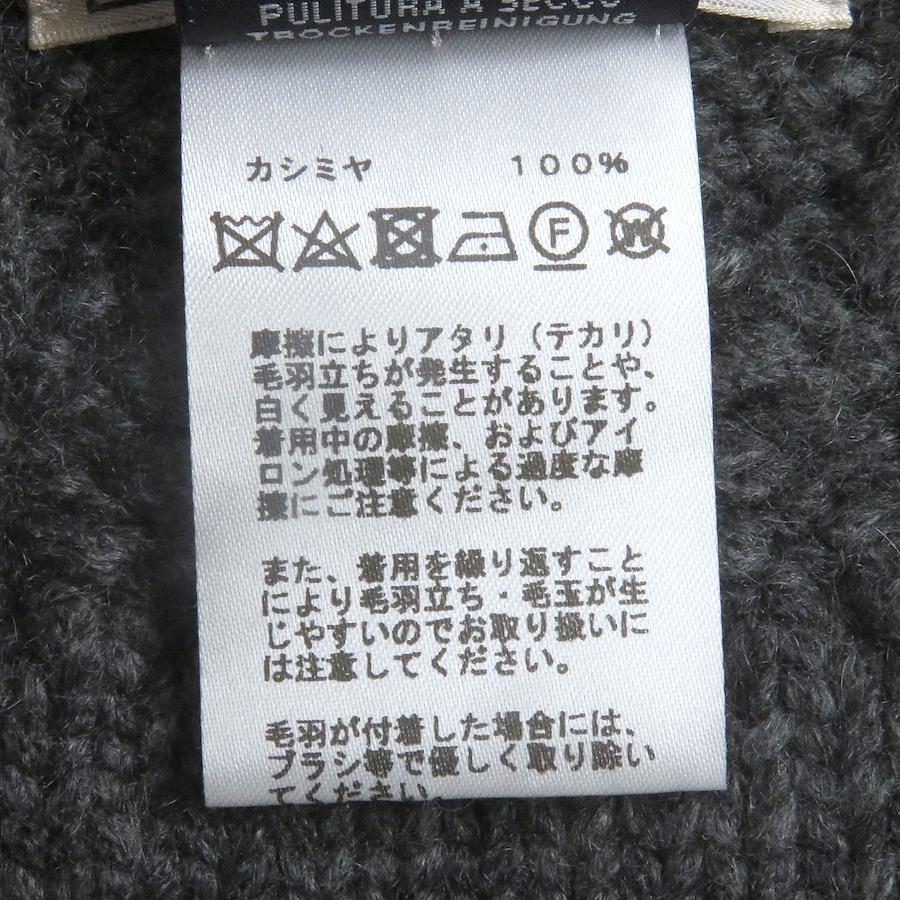 PULITURA A SECCO
TROCKENREINIGUNG
カシミヤ 100%
F W
摩擦によりアタリ（テカリ）
毛羽立ちが発生することや、
白く見えることがあります。
着用中の摩擦、およびアイ
ロン処理等による過度な摩
擦にご注意ください。
また、着用を繰り返すこと
により毛羽立ち・毛玉が生
じやすいのでお取り扱いに
は注意してください。
毛羽が付着した場合には、
ブラシ等で優しく取り除い
てください。